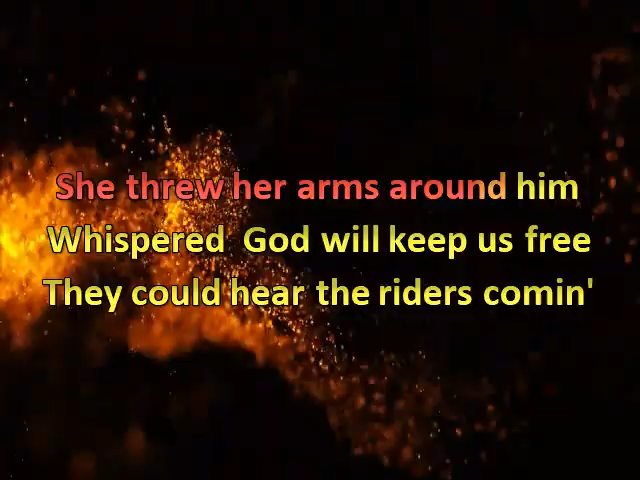 She threw her arms around him
Whispered  God will keep us free
They could hear the riders comin'